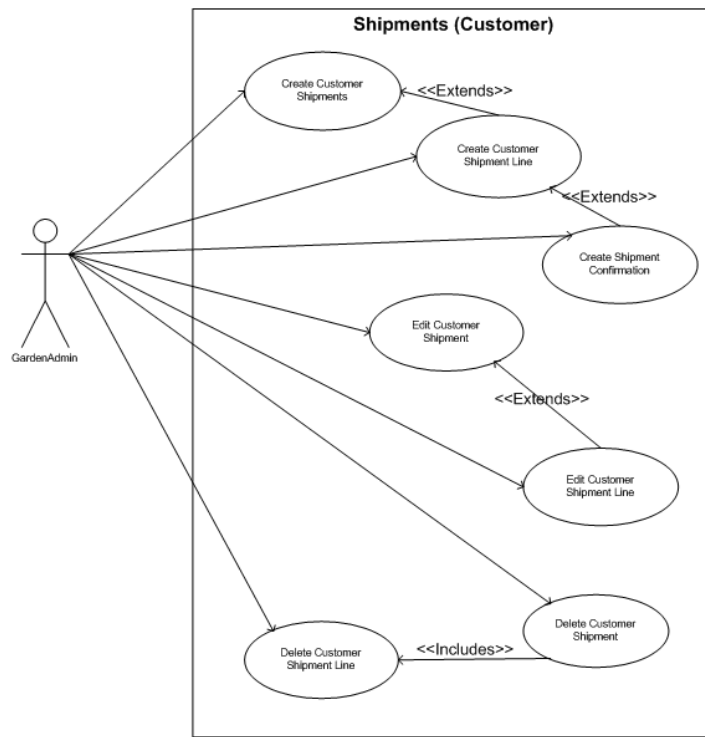 Shipments (Customer)
Create Customer
Shipments
<<Extends>>
Create Customer
Shipment Line
<<Extends>>
Create Shipment
Confirmation
GardenAdmin
Edit Customer
Shipment
<<Extends>>
Edit Customer
Shipment Line
Delete Customer
Shipment
<<Includes>>
Delete Customer
Shipment Line